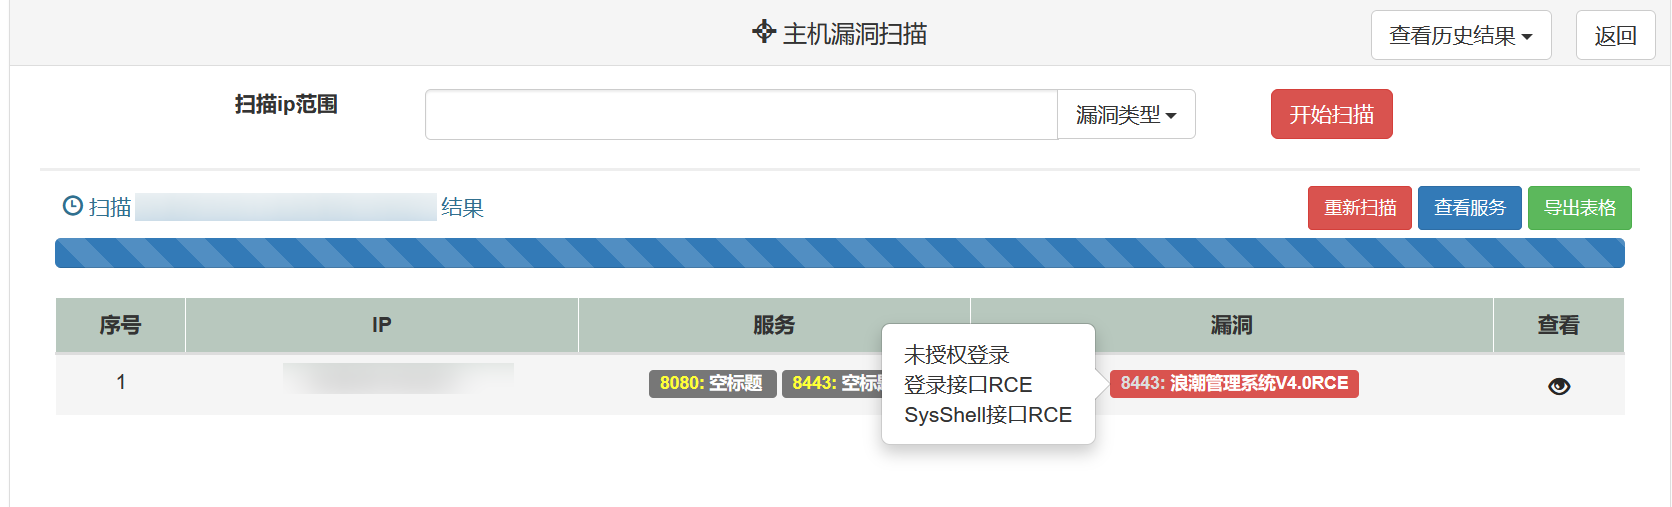 主机漏洞扫描
查看历史结果
返回
扫描ip范围
漏洞类型
开始扫描
扫描 结果
重新扫描
查看服务
导出表格
序号 IP 服务 漏洞 查看
1 8080: 空标题 8443: 空标 8443: 浪潮管理系统V4.0RCE
未授权登录
登录接口RCE
SysShell接口RCE